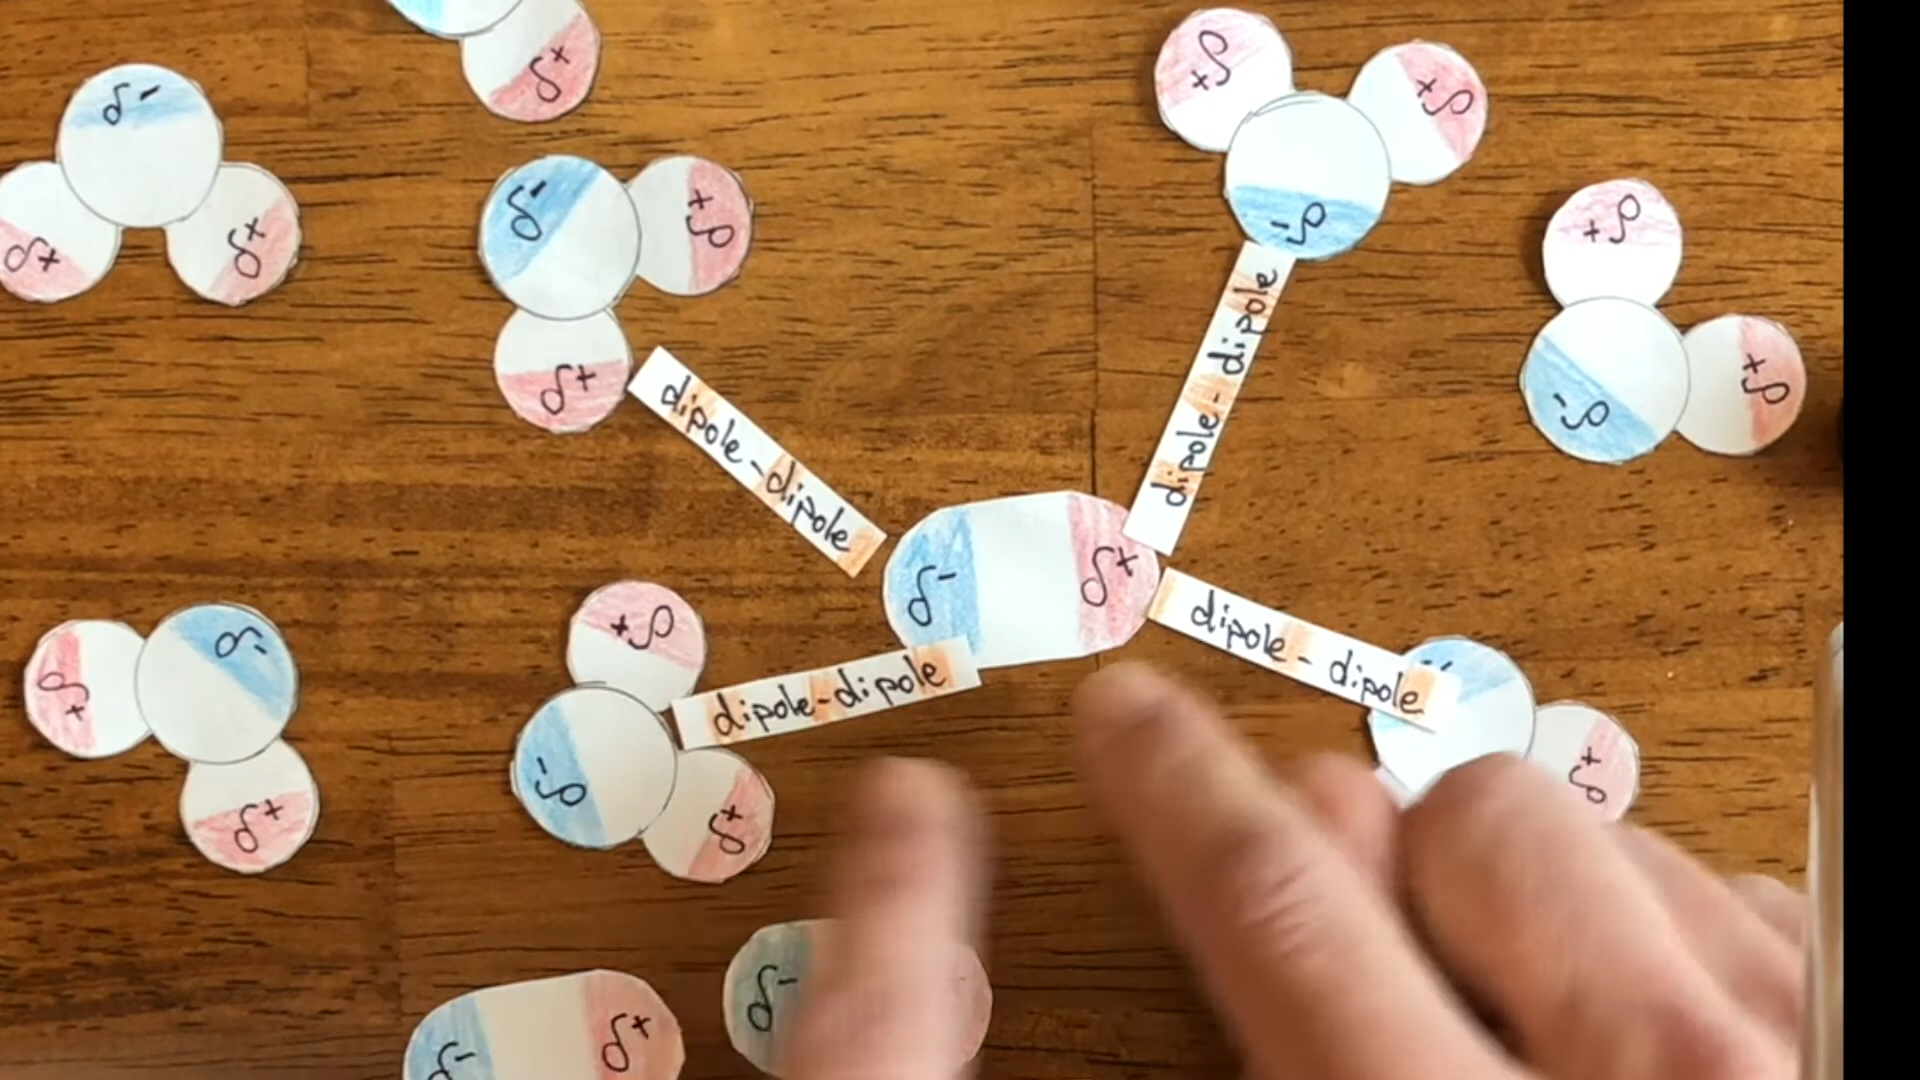 δ+
δ-
δ+
δ+
δ+
δ+
δ-
δ+
δ+
δ-
δ+
δ-
δ+
δ+
δ-
dipole-dipole
dipole-dipole
δ-
δ+
dipole-dipole
dipole-dipole
δ+
δ-
δ+
δ+
δ-
δ+
δ+
δ-
δ+
δ-
δ+